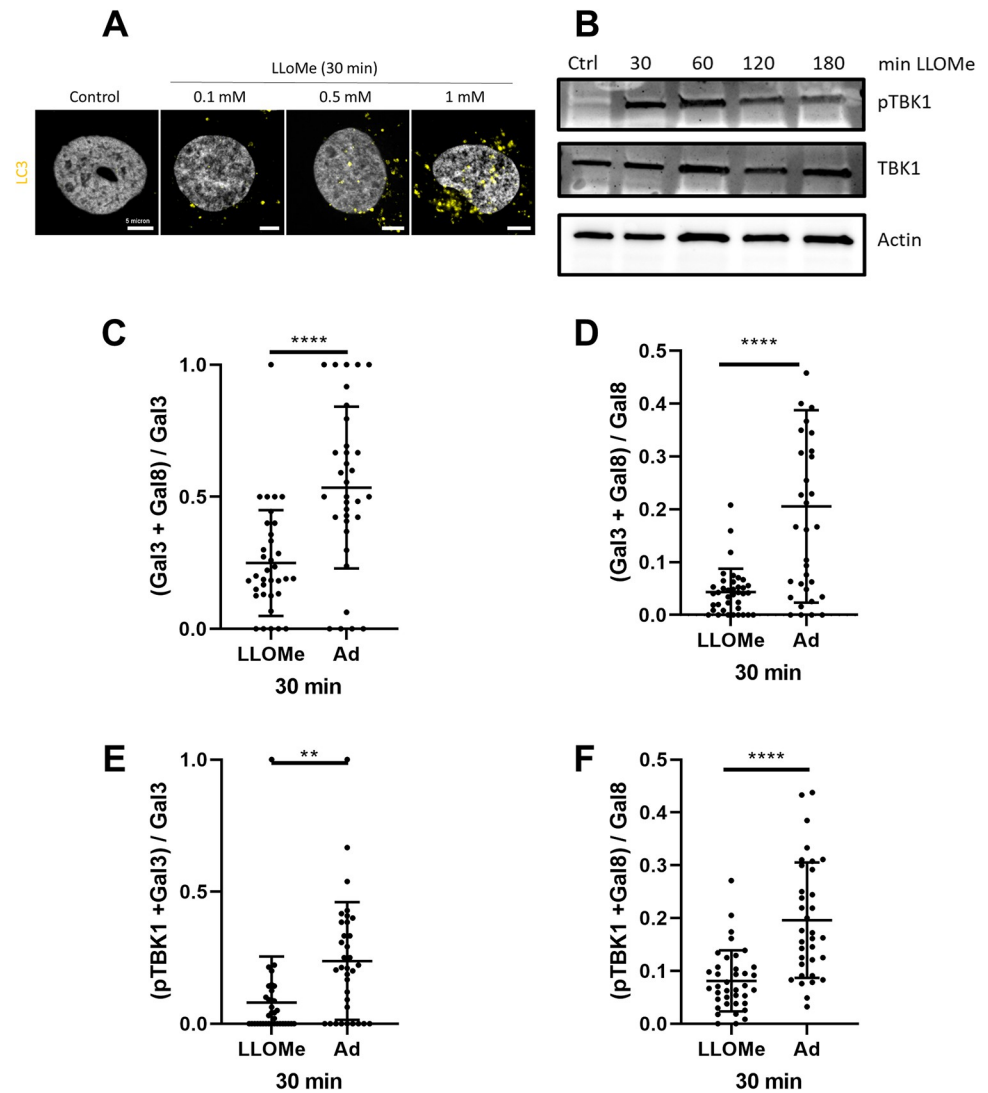 A
LLoMe (30 min)
Control 0.1 mM 0.5 mM 1 mM
LC3
5 micron
B
Ctrl 30 60 120 180 min LLOMe
pTBK1
TBK1
Actin
C
****
(Gal3 + Gal8) / Gal3
1.0
0.5
0.0
LLOMe Ad
30 min
D
****
(Gal3 + Gal8) / Gal8
0.5
0.4
0.3
0.2
0.1
0.0
LLOMe Ad
30 min
E
**
(pTBK1 +Gal3) / Gal3
1.0
0.5
0.0
LLOMe Ad
30 min
F
****
(pTBK1 +Gal8) / Gal8
0.5
0.4
0.3
0.2
0.1
0.0
LLOMe Ad
30 min